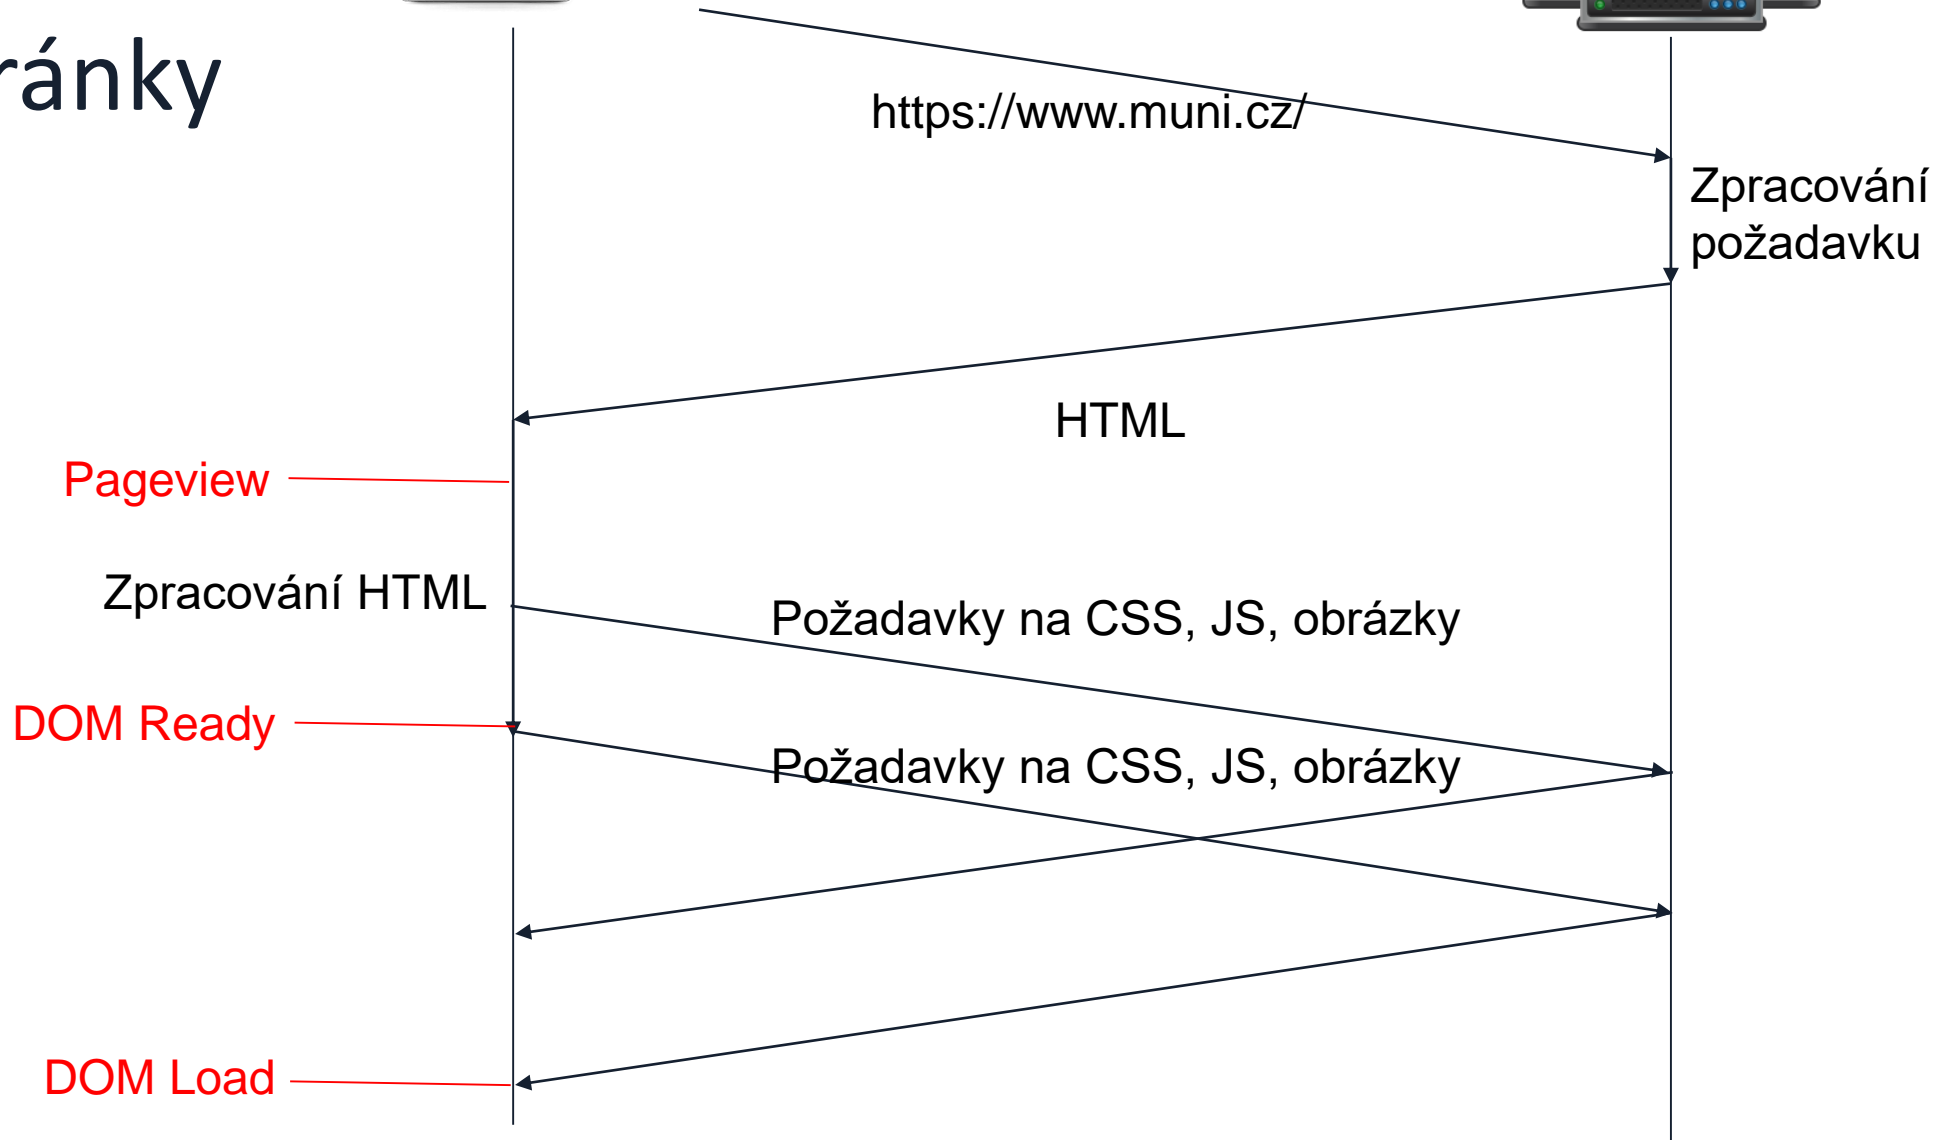 ránky
https://www.muni.cz/
Zpracování
požadavku
HTML
Pageview
Zpracování HTML
Požadavky na CSS, JS, obrázky
DOM Ready
Požadavky na CSS, JS, obrázky
DOM Load